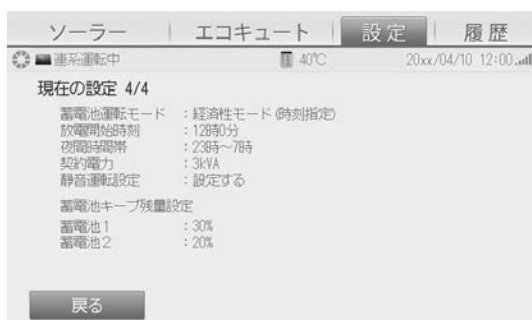 ソーラー エコキュート 設定 履歴
連系運転中 40℃ 20xx/04/10 12:00
現在の設定 4/4
蓄電池運転モード :経済性モード(時刻指定)
放電開始時刻 :12時0分
夜間時間帯 :23時~7時
契約電力 :3kVA
静音運転設定 :設定する
蓄電池キープ残量設定
蓄電池1 :30%
蓄電池2 :20%
戻る